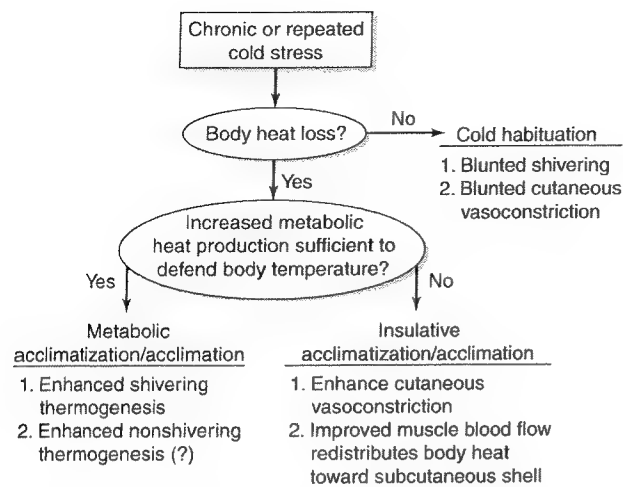 Chronic or repeated
cold stress
Body heat loss?
No
Cold habituation
1. Blunted shivering
2. Blunted cutaneous
vasoconstriction
Yes
Increased metabolic
heat production sufficient to
defend body temperature?
Yes
No
Metabolic
acclimatization/acclimation
1. Enhanced shivering
thermogenesis
2. Enhanced nonshivering
thermogenesis (?)
Insulative
acclimatization/acclimation
1. Enhance cutaneous
vasoconstriction
2. Improved muscle blood flow
redistributes body heat
toward subcutaneous shell